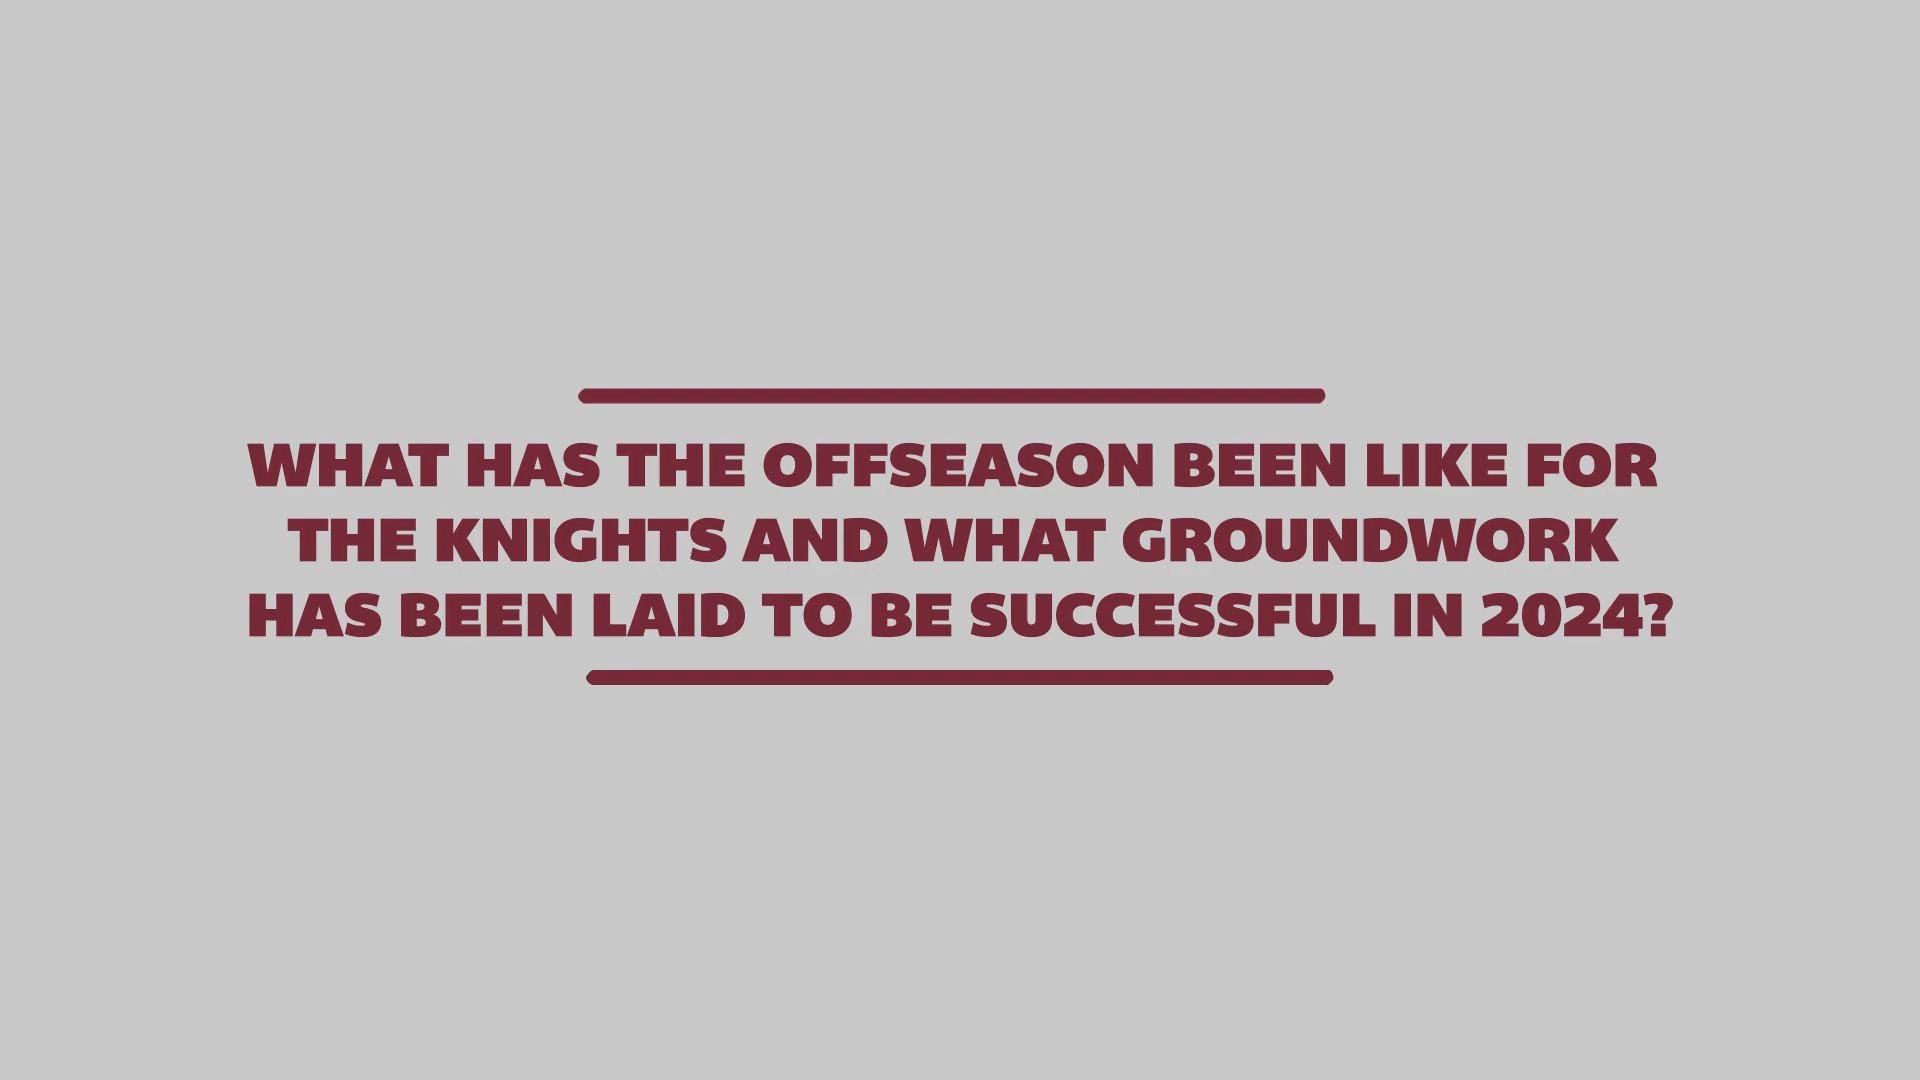 WHAT HAS THE OFFSEASON BEEN LIKE FOR
THE KNIGHTS AND WHAT GROUNDWORK
HAS BEEN LAID TO BE SUCCESSFUL IN 2024?